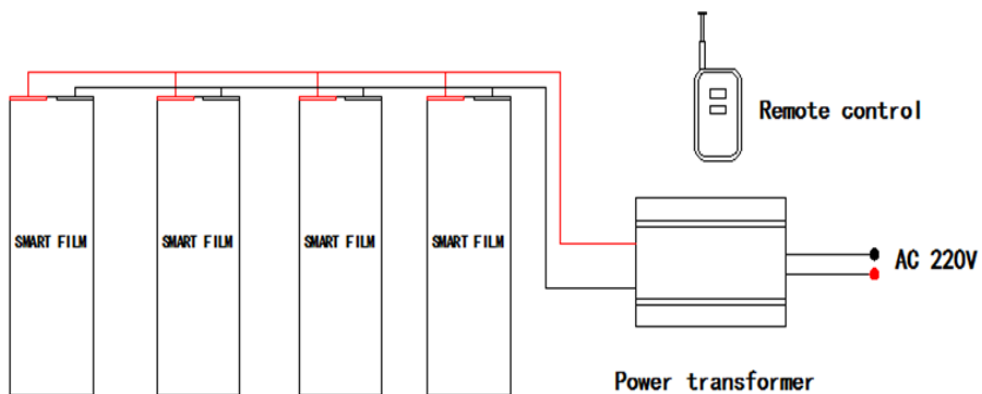 Remote control
SMART FILM
SMART FILM
SMART FILM
SMART FILM
AC 220V
Power transformer